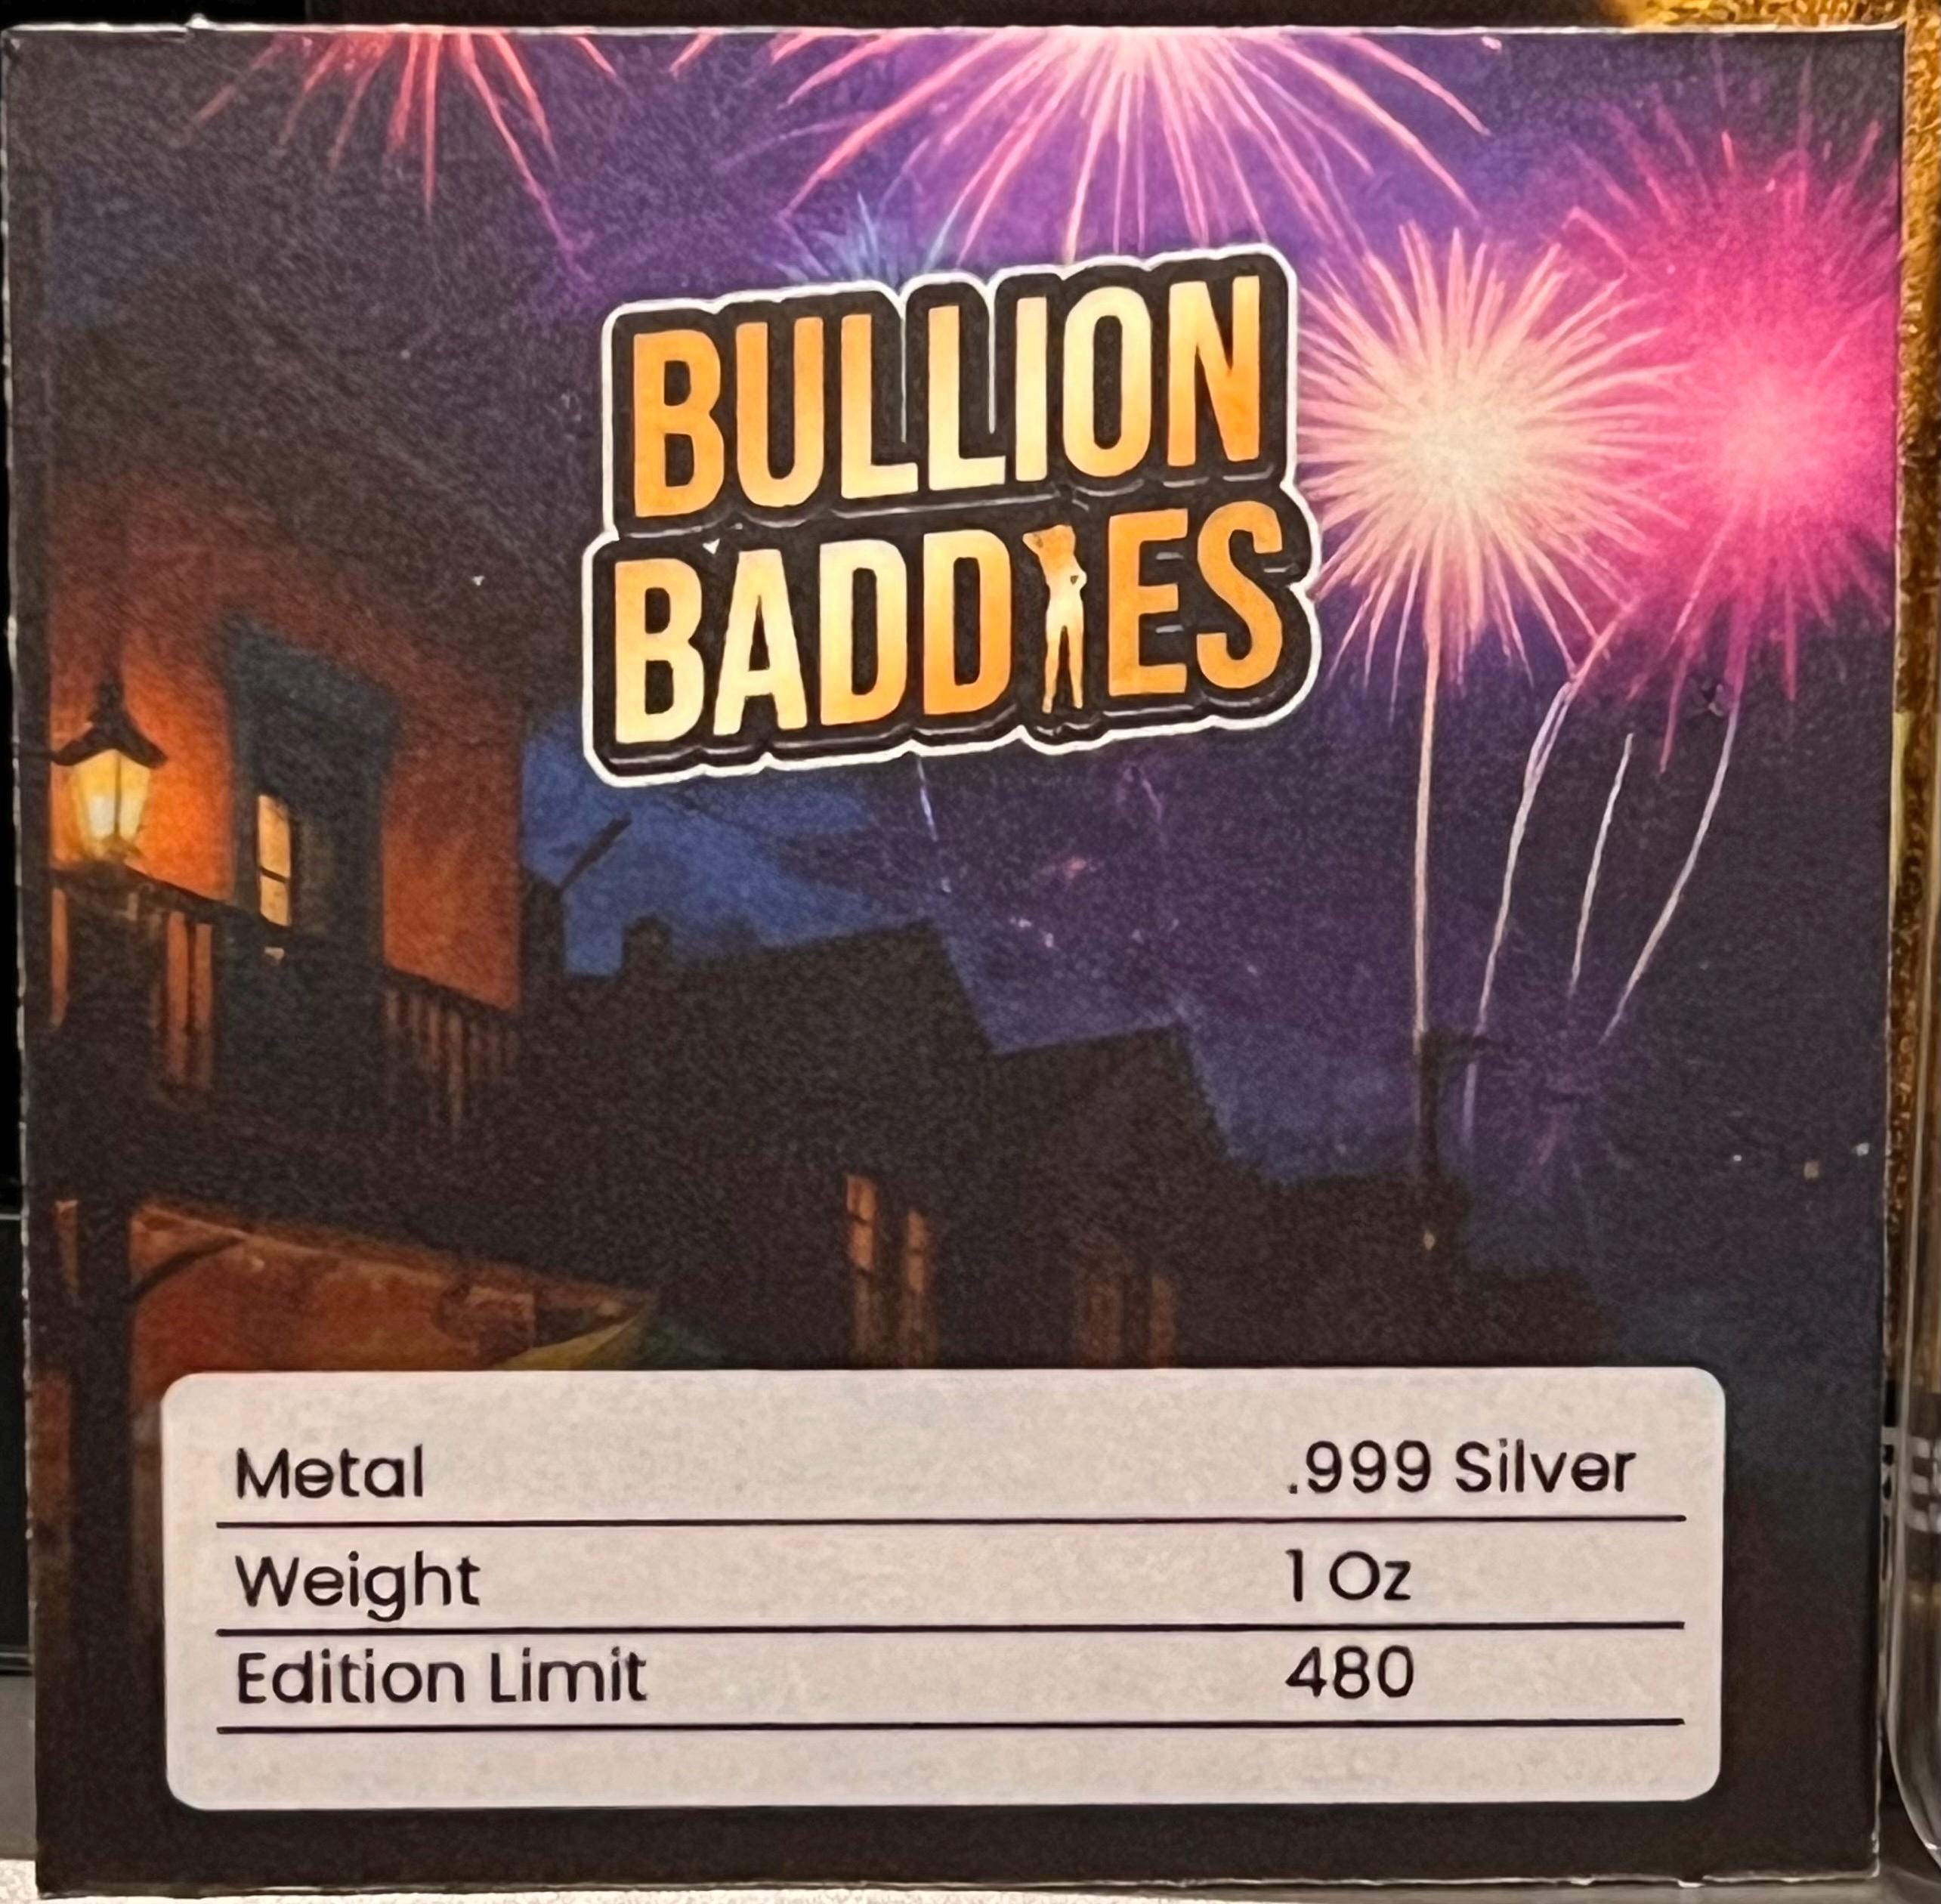 BULLION
BADDIES
Metal .999 Silver
Weight 1 Oz
Edition Limit 480